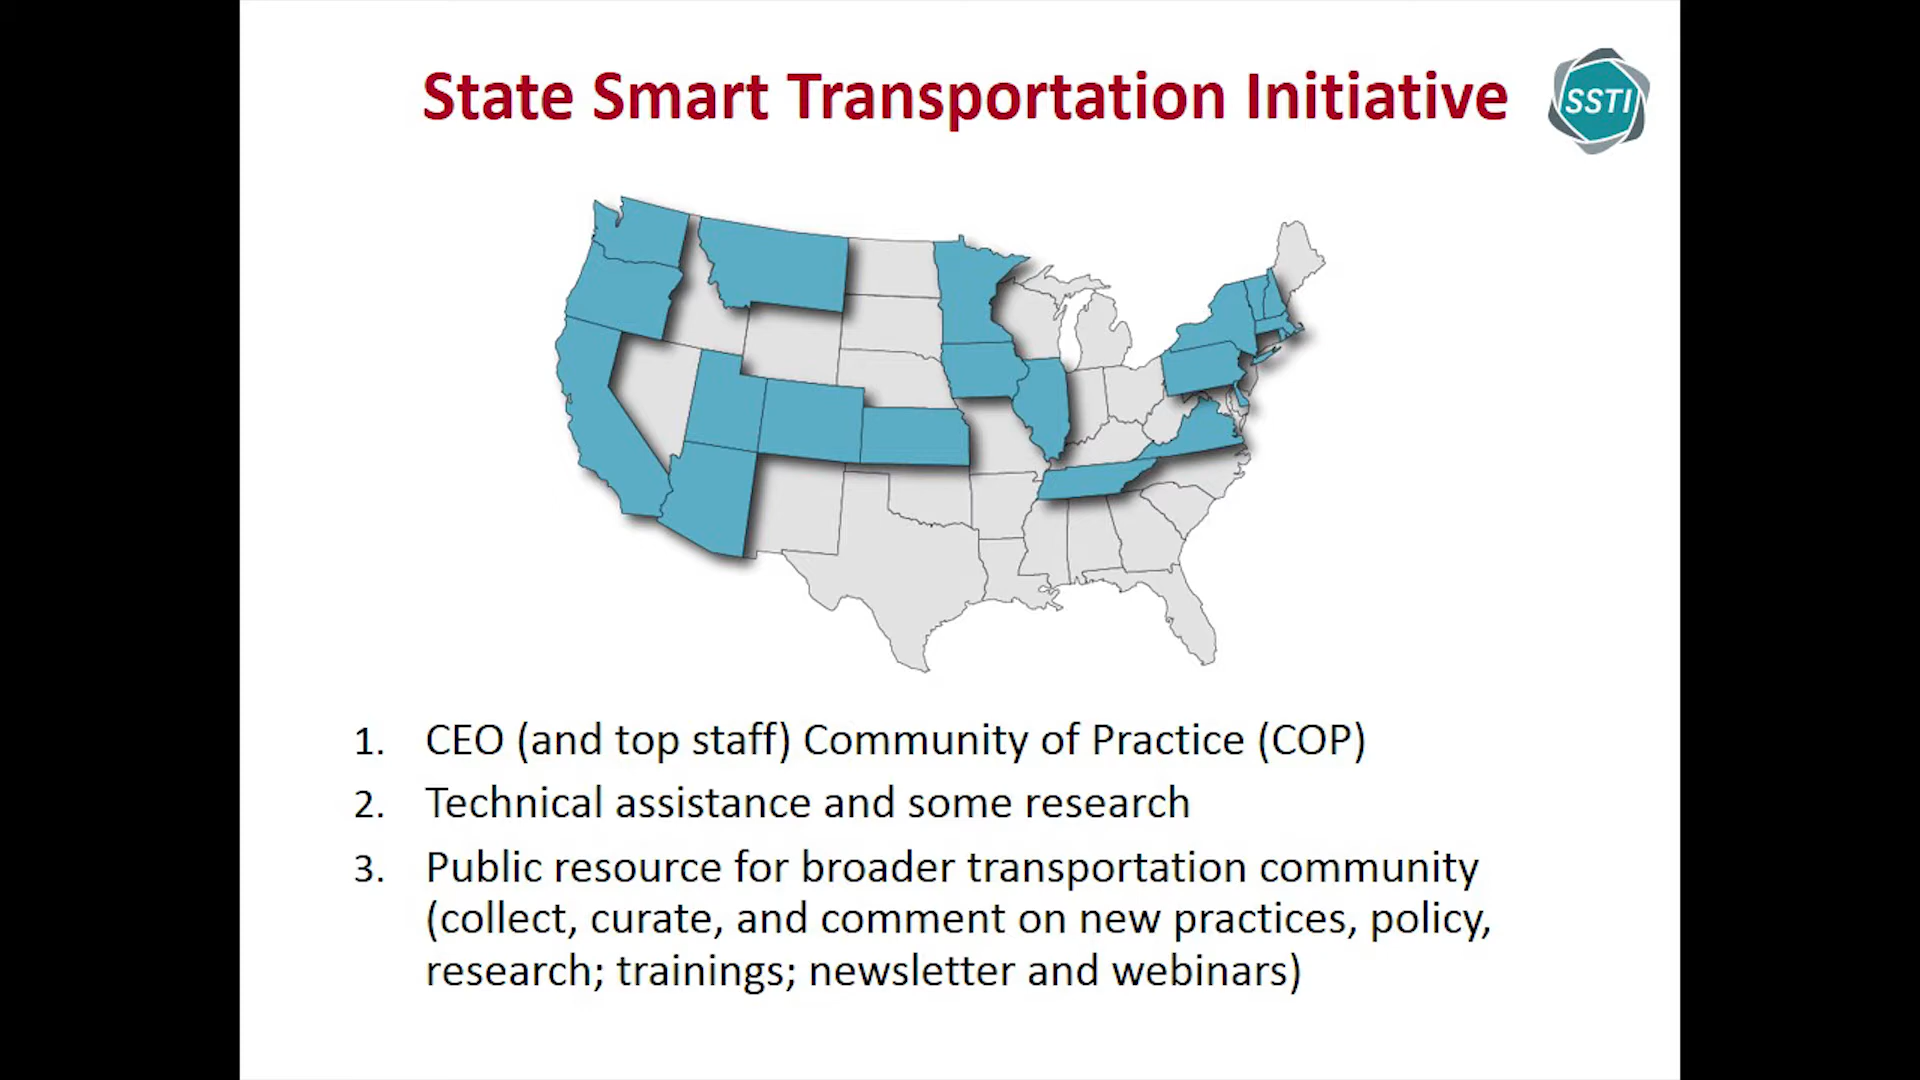 State Smart Transportation Initiative
SSTI
1. CEO (and top staff) Community of Practice (COP)
2. Technical assistance and some research
3. Public resource for broader transportation community
(collect, curate, and comment on new practices, policy,
research; trainings; newsletter and webinars)